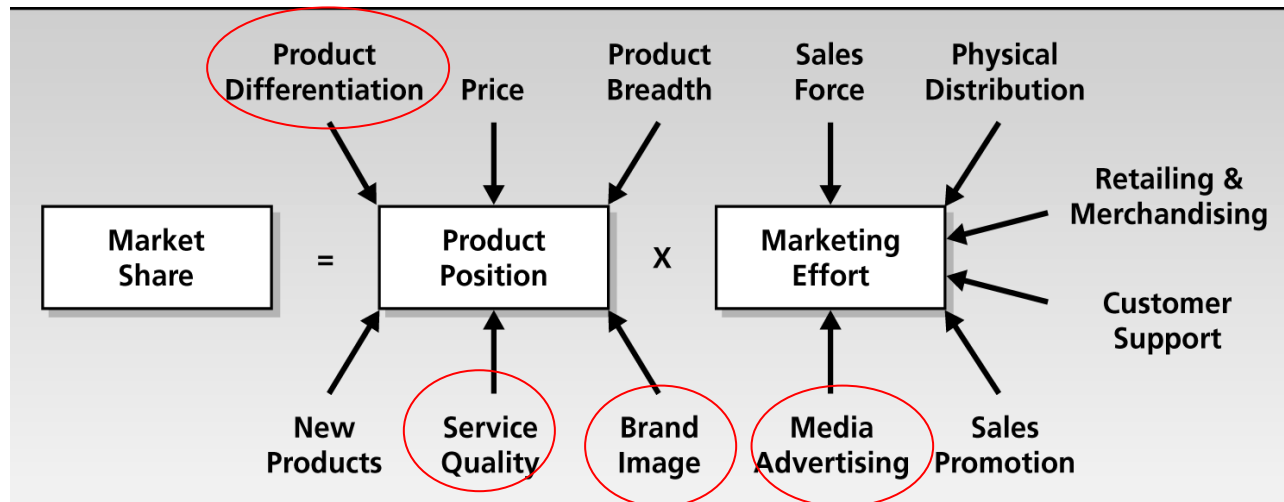 Product
Differentiation
Price
Product
Breadth
Sales
Force
Physical
Distribution
Retailing &
Merchandising
Market
Share
=
Product
Position
X
Marketing
Effort
Customer
Support
New
Products
Service
Quality
Brand
Image
Media
Advertising
Sales
Promotion